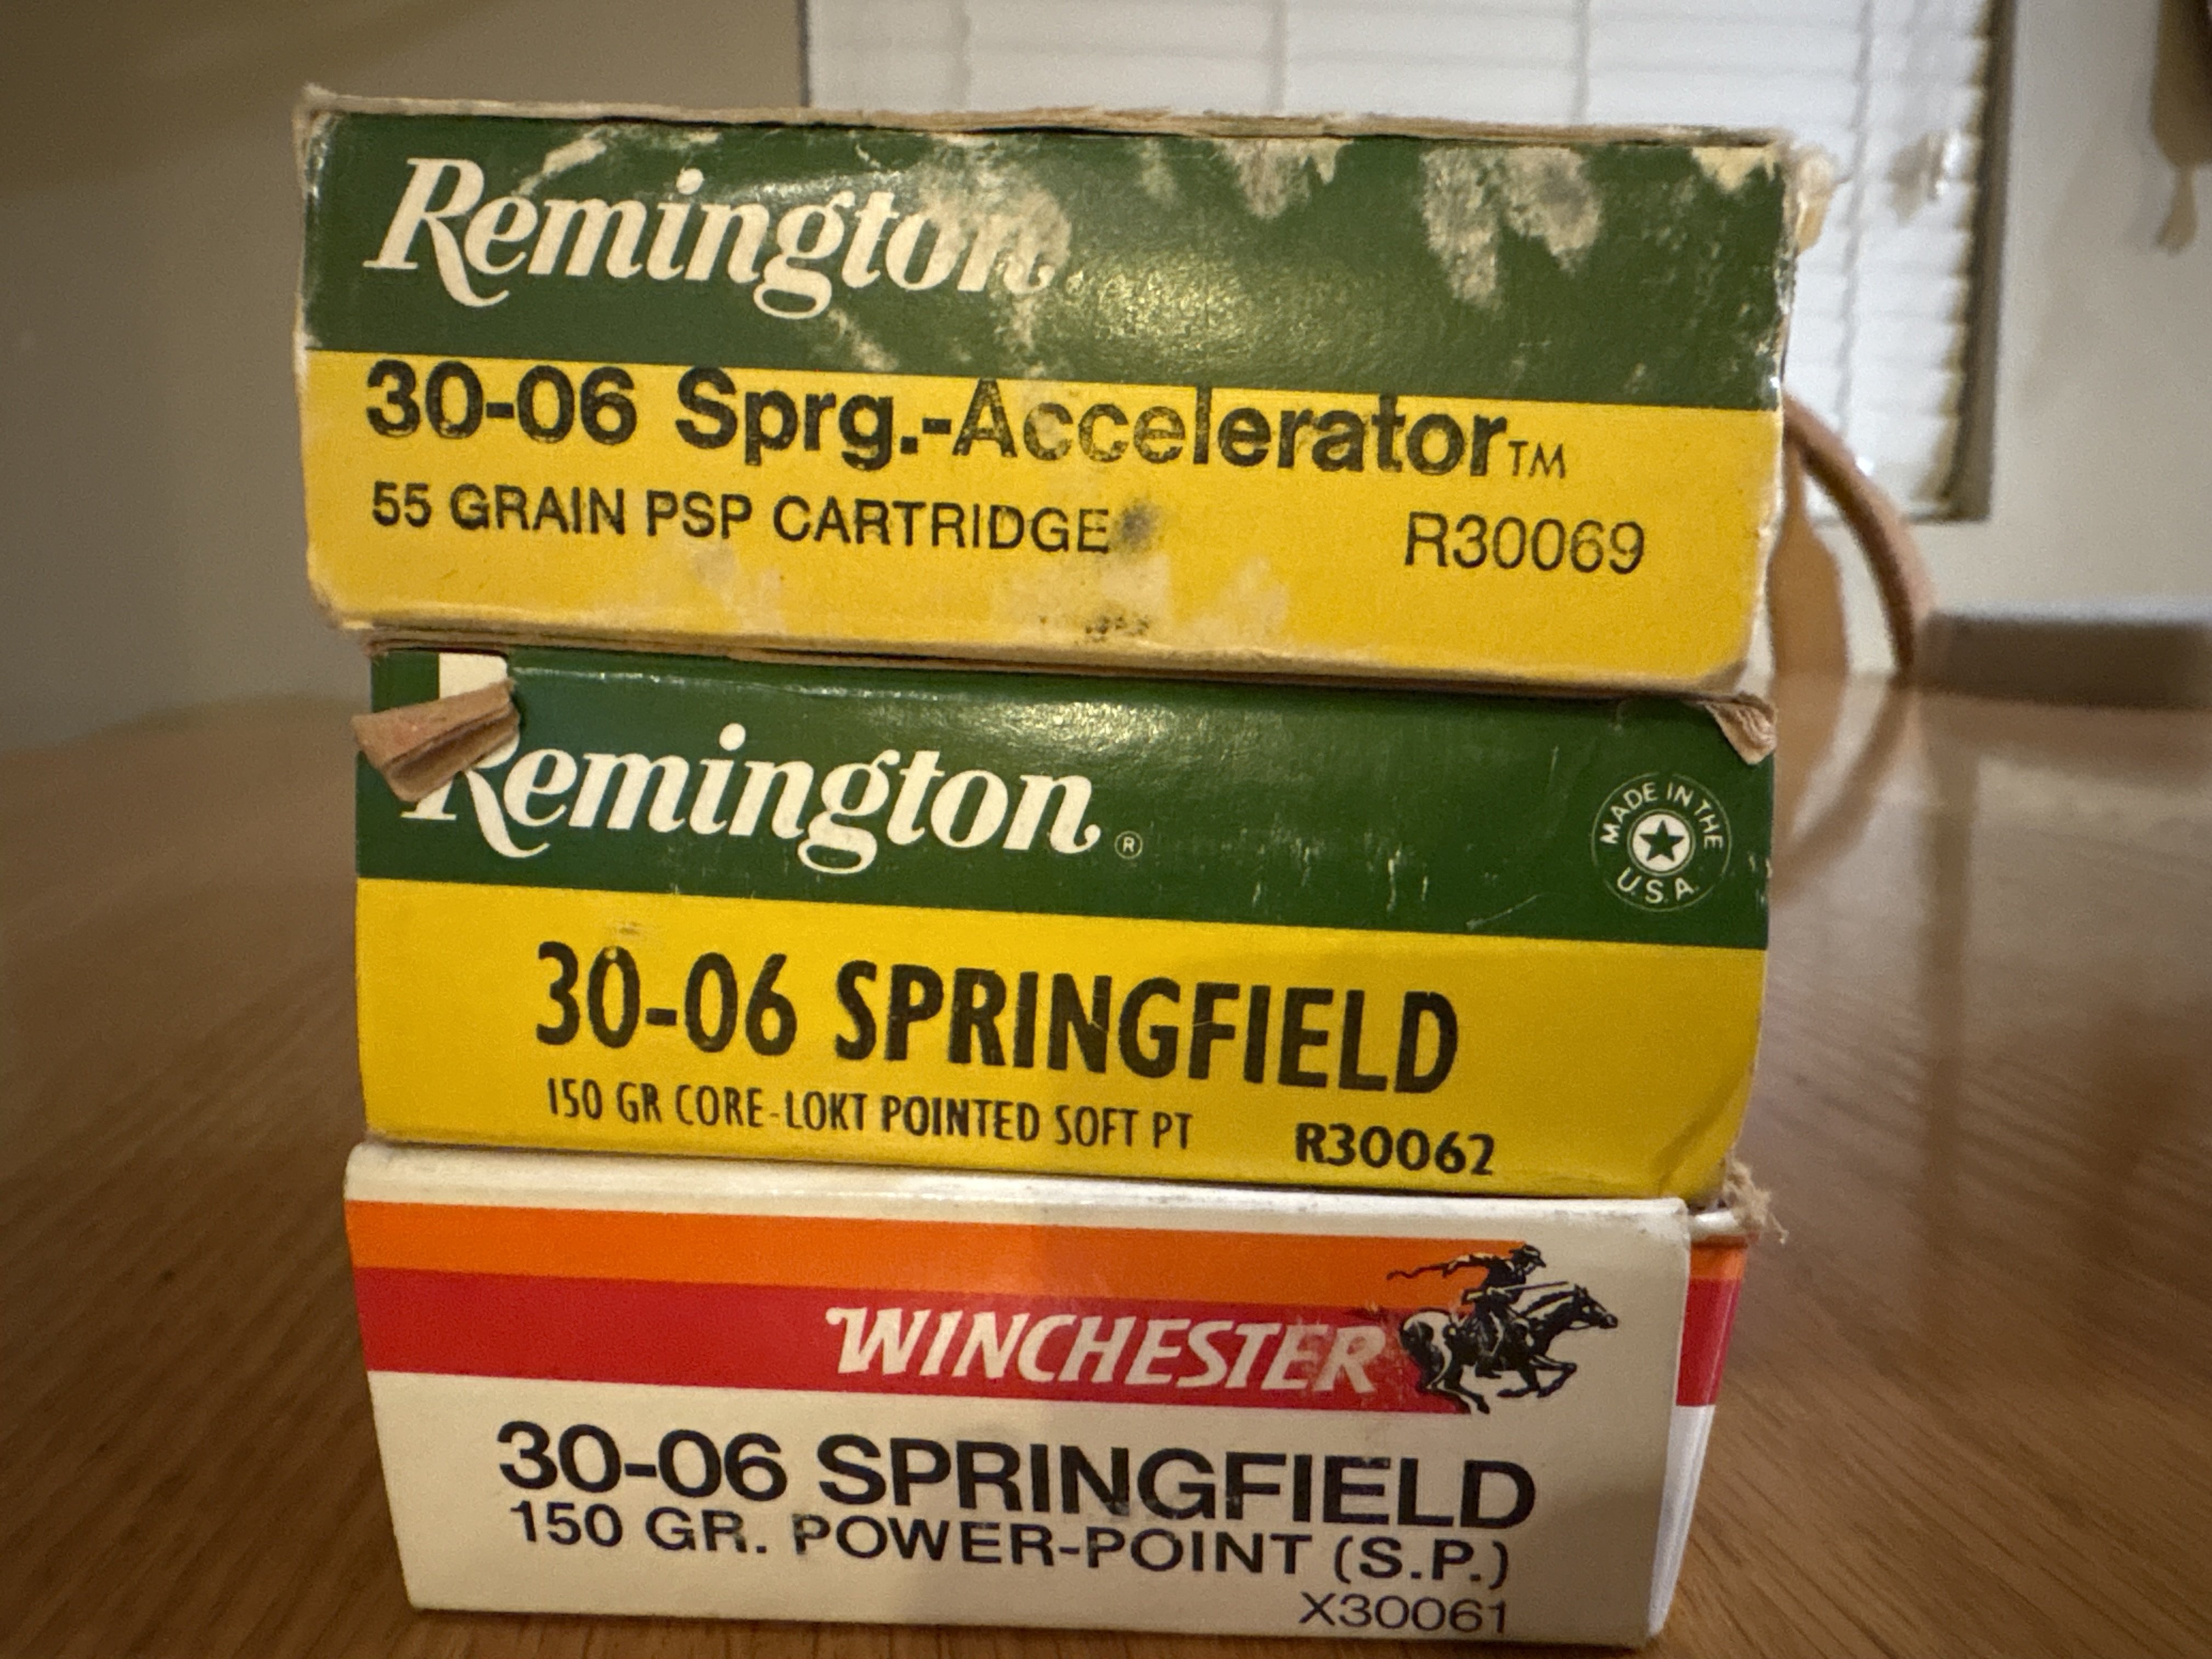 Remington®
30-06 Sprg.-Accelerator™
55 GRAIN PSP CARTRIDGE R30069
Remington®
MADE IN THE U.S.A.
30-06 SPRINGFIELD
150 GR CORE-LOKT POINTED SOFT PT R30062
WINCHESTER
30-06 SPRINGFIELD
150 GR. POWER-POINT (S.P.)
X30061